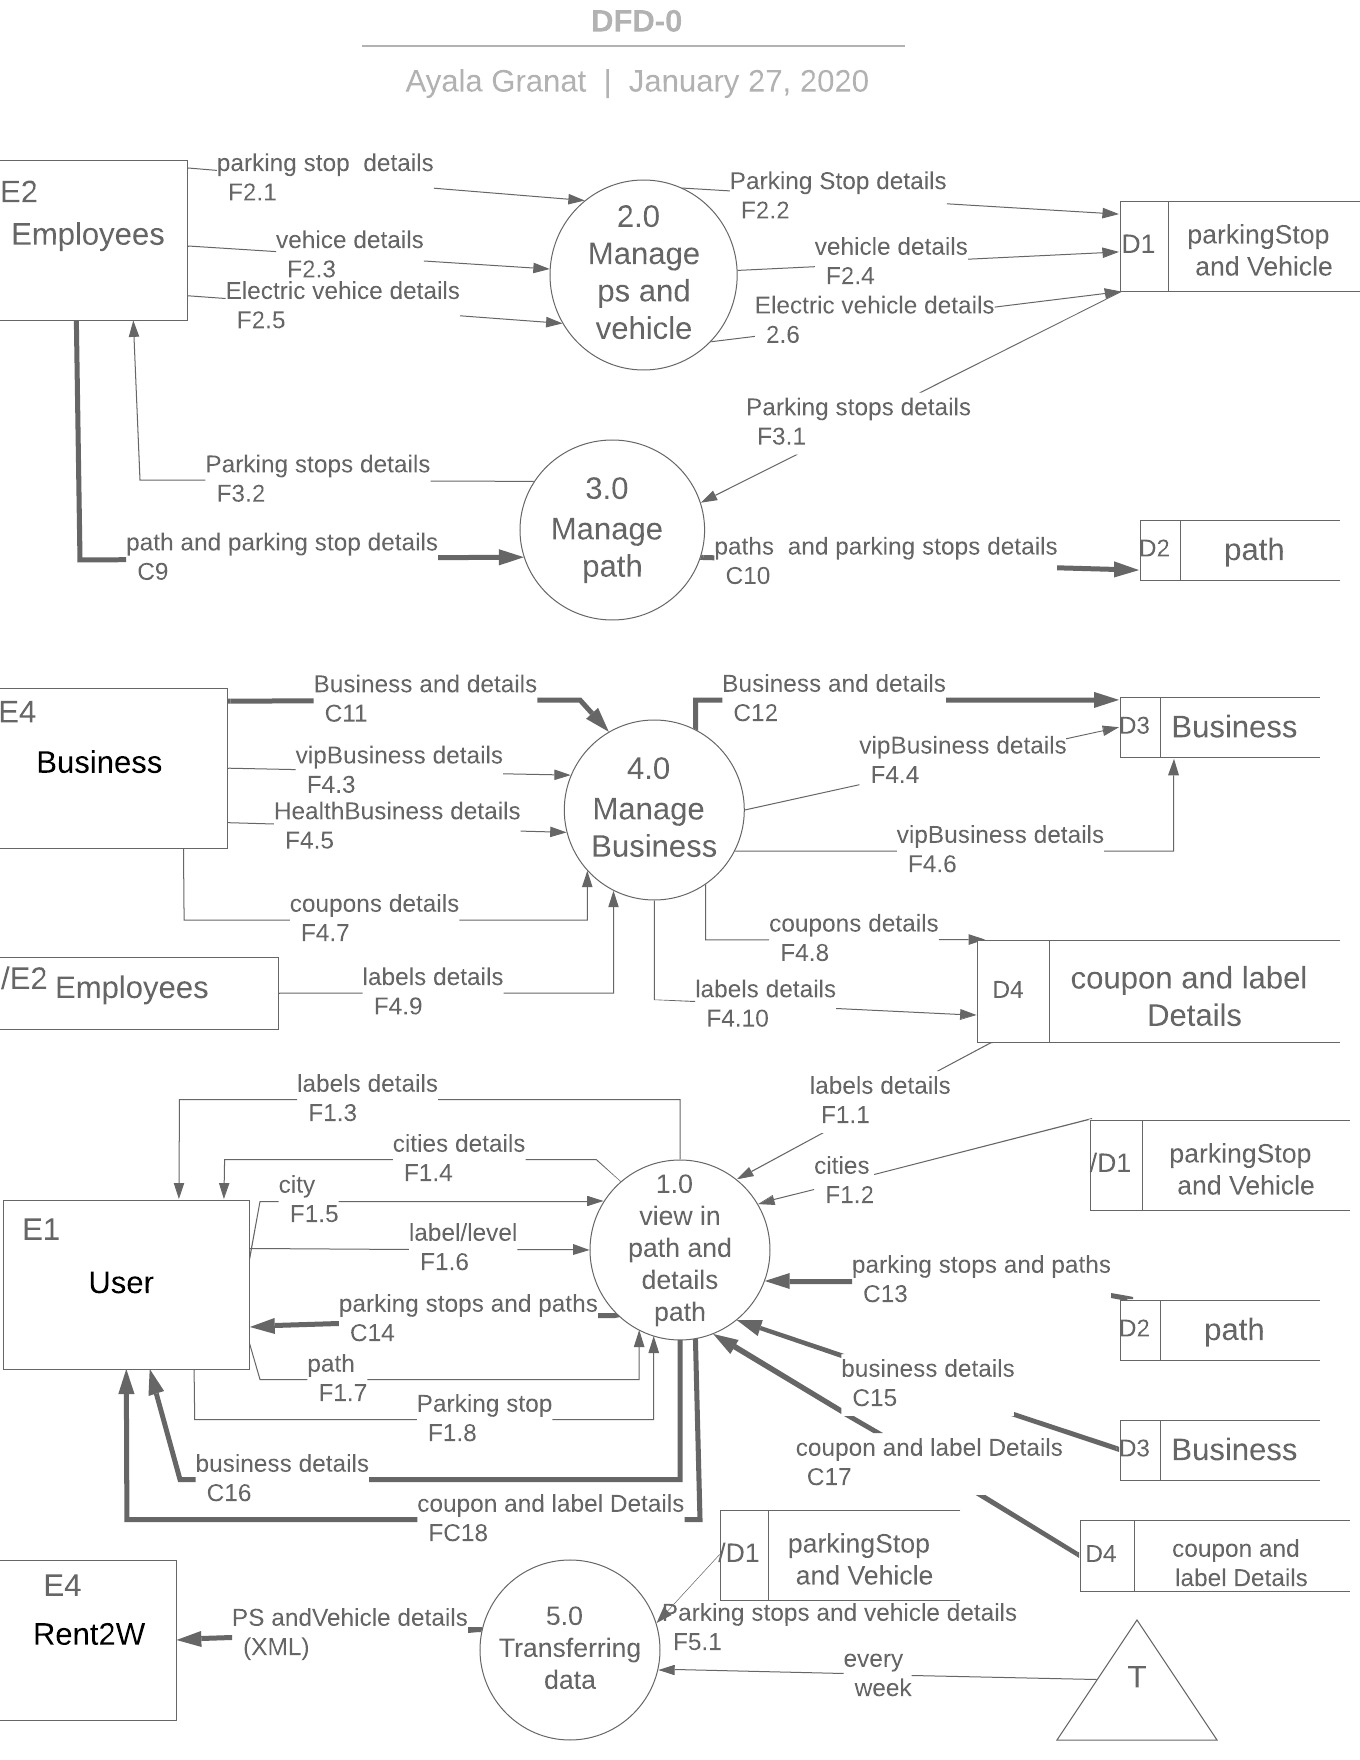 DFD-0
Ayala Granat | January 27, 2020
E2
Employees
parking stop details
F2.1
vehice details
F2.3
Electric vehice details
F2.5
2.0
Manage
ps and
vehicle
Parking Stop details
F2.2
vehicle details
F2.4
Electric vehicle details
2.6
D1
parkingStop
and Vehicle
Parking stops details
F3.1
Parking stops details
F3.2
3.0
Manage
path
path and parking stop details
C9
paths and parking stops details
C10
D2
path
E4
Business
Business and details
C11
vipBusiness details
F4.3
HealthBusiness details
F4.5
coupons details
F4.7
4.0
Manage
Business
Business and details
C12
vipBusiness details
F4.4
vipBusiness details
F4.6
D3
Business
/E2
Employees
labels details
F4.9
coupons details
F4.8
labels details
F4.10
D4
coupon and label
Details
labels details
F1.3
cities details
F1.4
city
F1.5
label/level
F1.6
parking stops and paths
C14
path
F1.7
Parking stop
F1.8
business details
C16
coupon and label Details
FC18
E1
User
1.0
view in
path and
details
path
labels details
F1.1
cities
F1.2
/D1
parkingStop
and Vehicle
parking stops and paths
C13
D2
path
business details
C15
D3
Business
coupon and label Details
C17
D4
coupon and
label Details
E4
Rent2W
PS andVehicle details
(XML)
5.0
Transferring
data
/D1
parkingStop
and Vehicle
Parking stops and vehicle details
F5.1
every
week
T